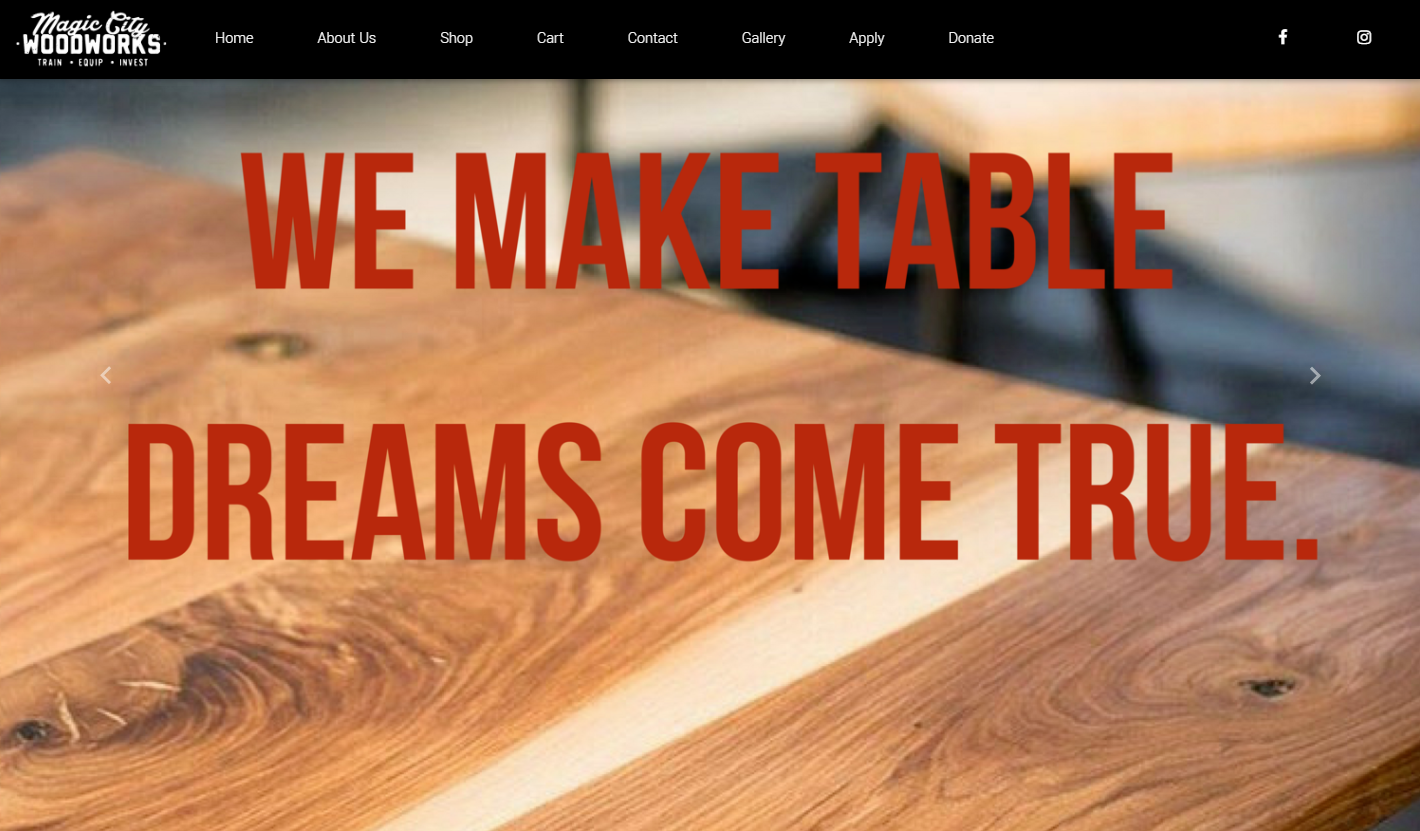 Magic City
WOODWORKS
TRAIN • EQUIP • INVEST
Home
About Us
Shop
Cart
Contact
Gallery
Apply
Donate
WE MAKE TABLE
DREAMS COME TRUE.